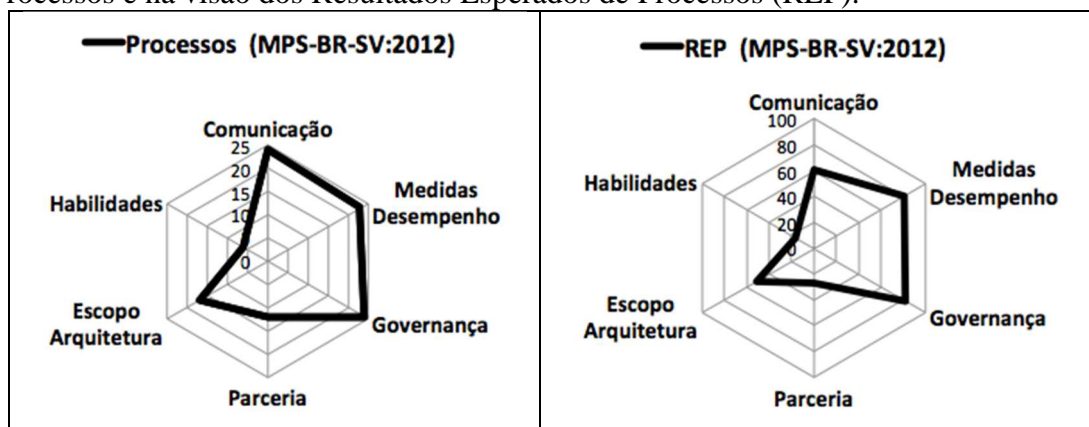 rocessos e na visão dos Resultados Esperados de Processos (REP).
Processos (MPS-BR-SV:2012)
Comunicação
25
20
15
10
0
Habilidades
Medidas
Desempenho
Escopo
Arquitetura
Governança
Parceria
REP (MPS-BR-SV:2012)
Comunicação
100
80
60
40
20
0
Habilidades
Medidas
Desempenho
Escopo
Arquitetura
Governança
Parceria